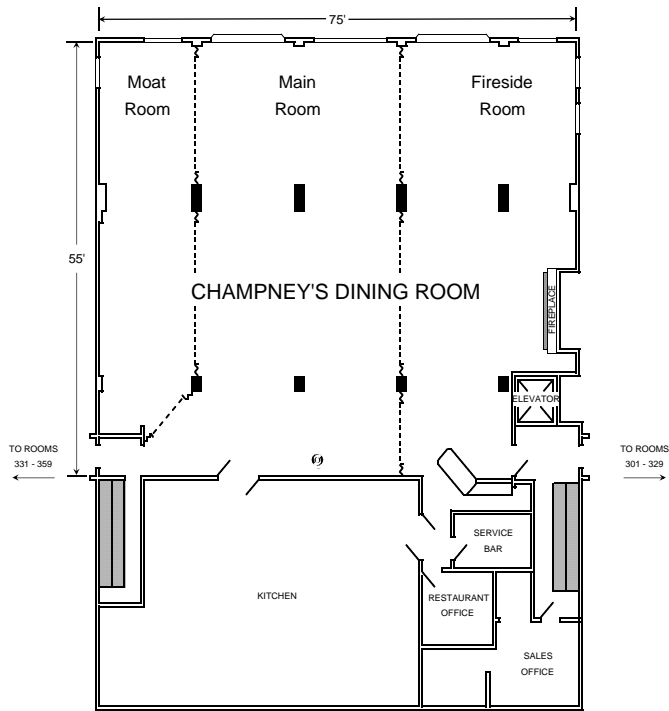 75'
Moat
Room
Main
Room
Fireside
Room
55'
CHAMPNEY'S DINING ROOM
FIREPLACE
ELEVATOR
TO ROOMS
331 - 359
TO ROOMS
301 - 329
SERVICE
BAR
KITCHEN
RESTAURANT
OFFICE
SALES
OFFICE